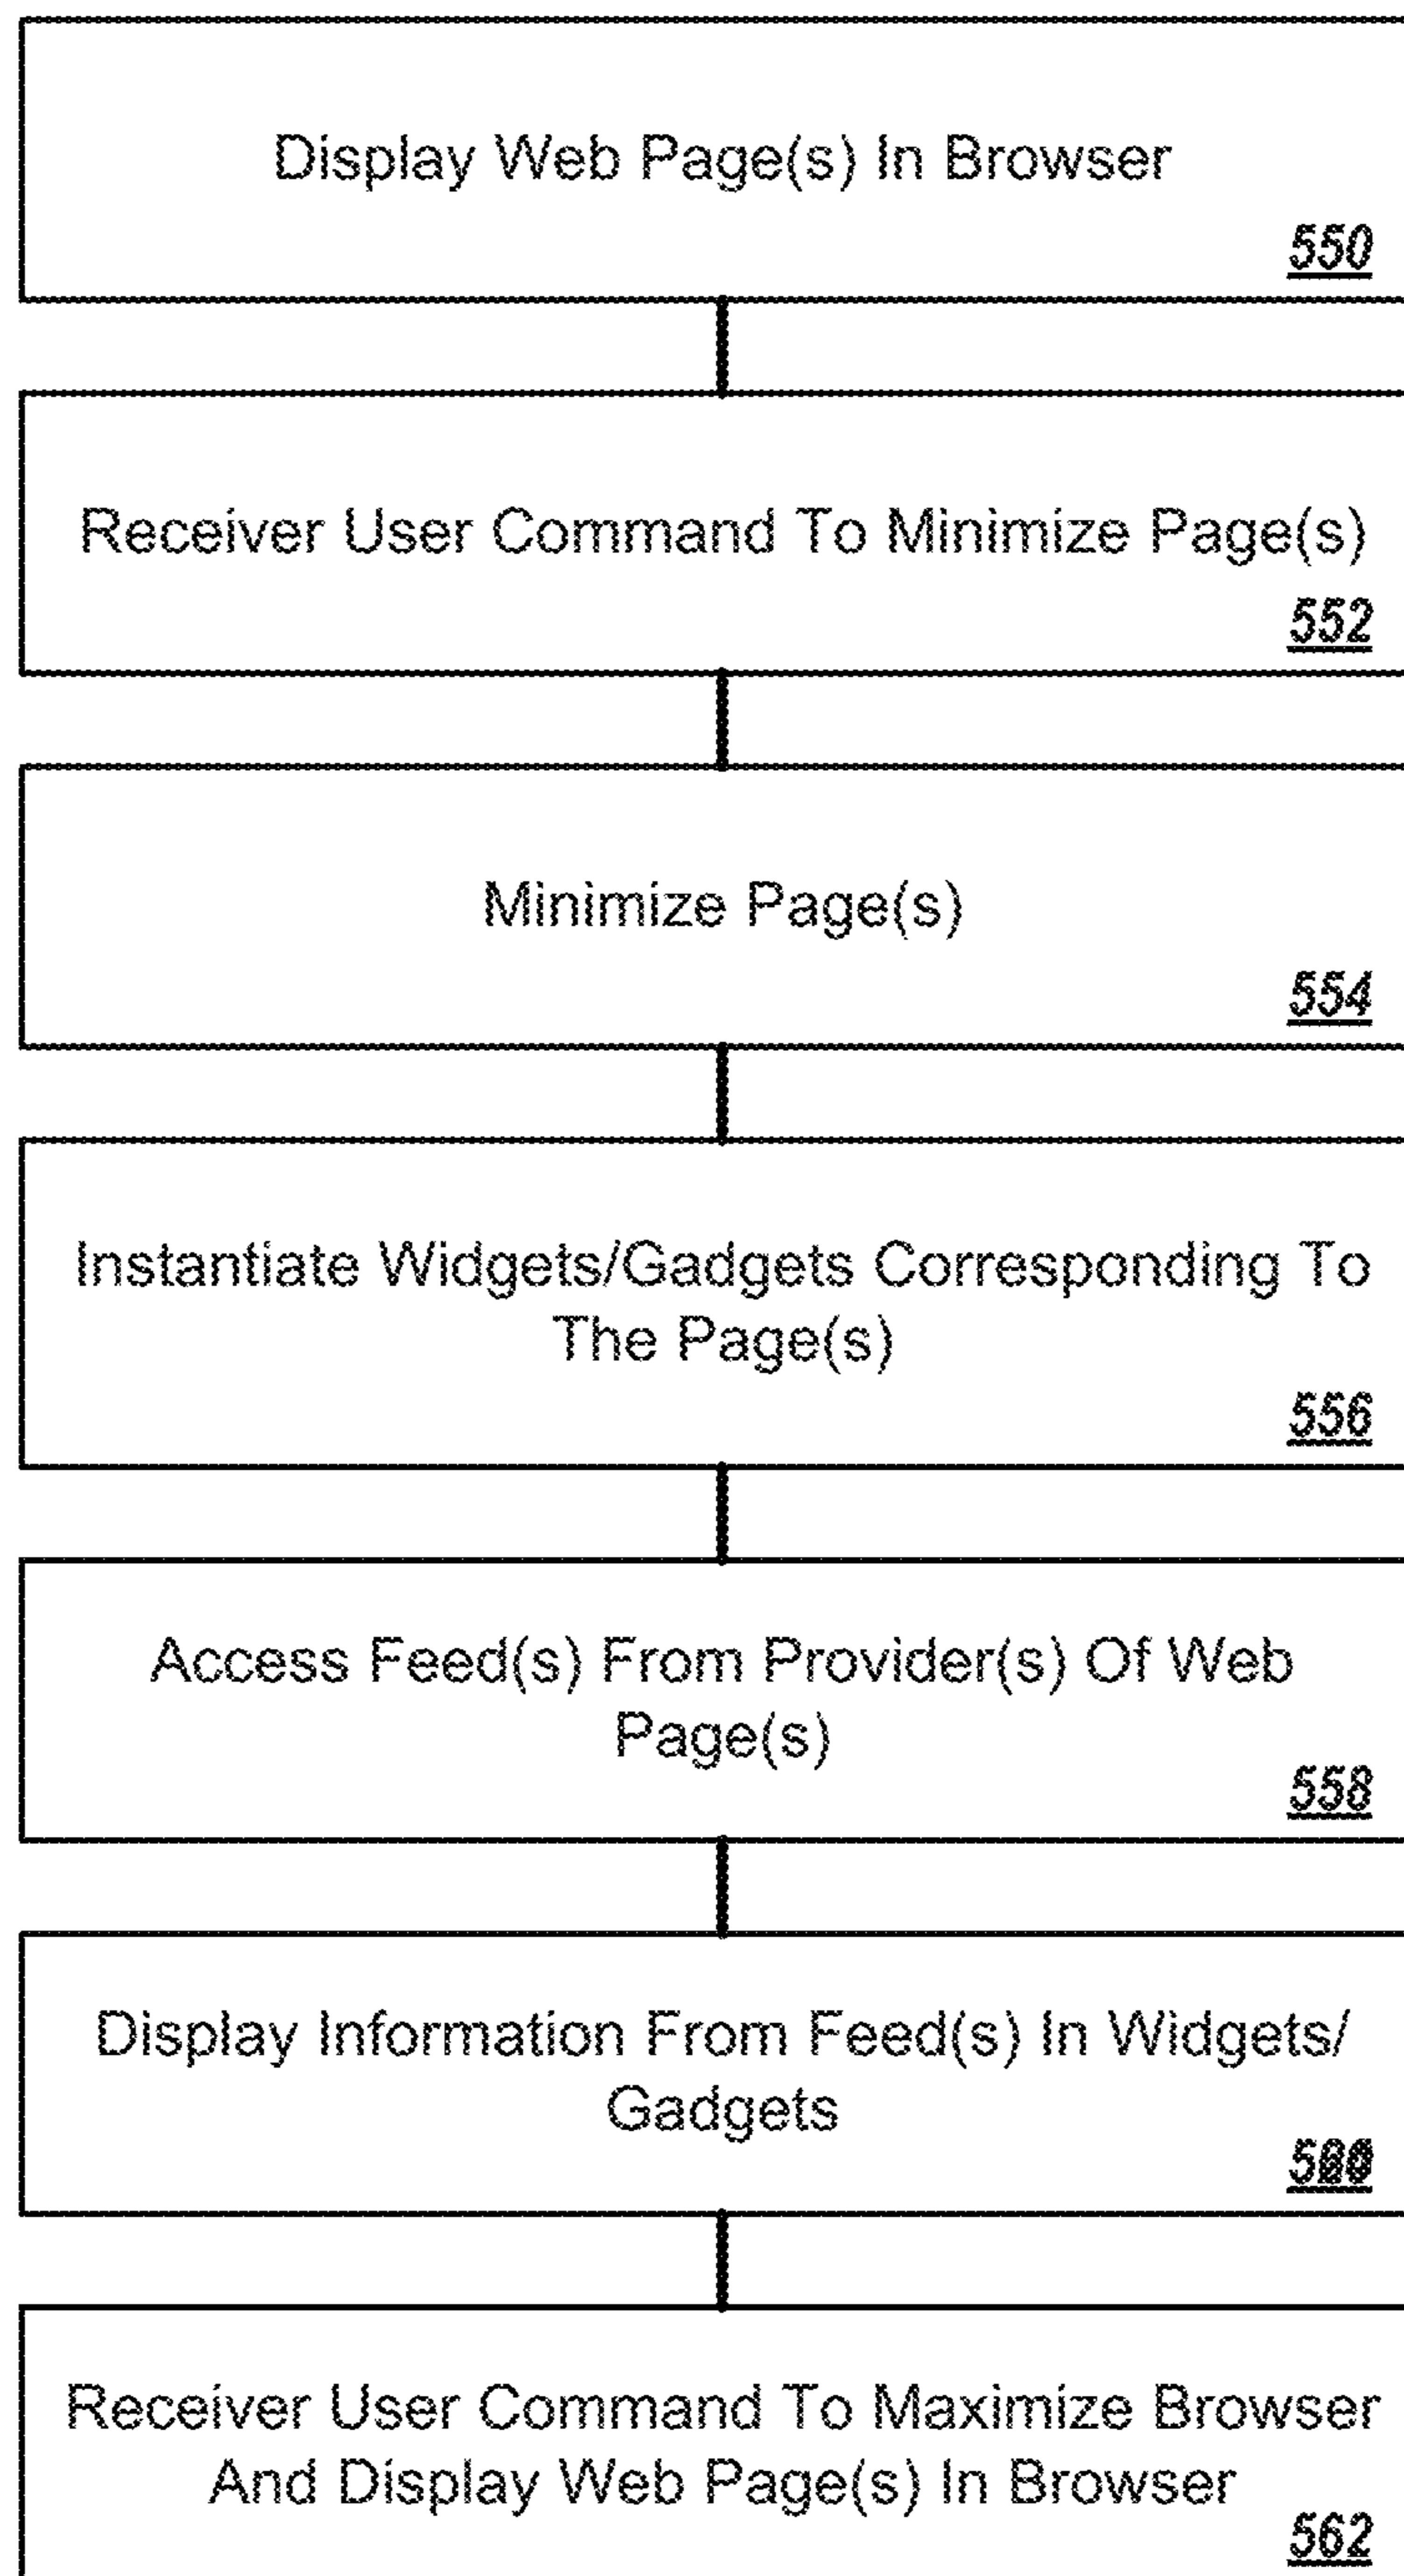 Display Web Page(s) In Browser
550
Receiver User Command To Minimize Page(s)
552
Minimize Page(s)
554
Instantiate Widgets/Gadgets Corresponding To
The Page(s)
556
Access Feed(s) From Provider(s) Of Web
Page(s)
558
Display Information From Feed(s) In Widgets/
Gadgets
Receiver User Command To Maximize Browser
And Display Web Page(s) In Browser
562